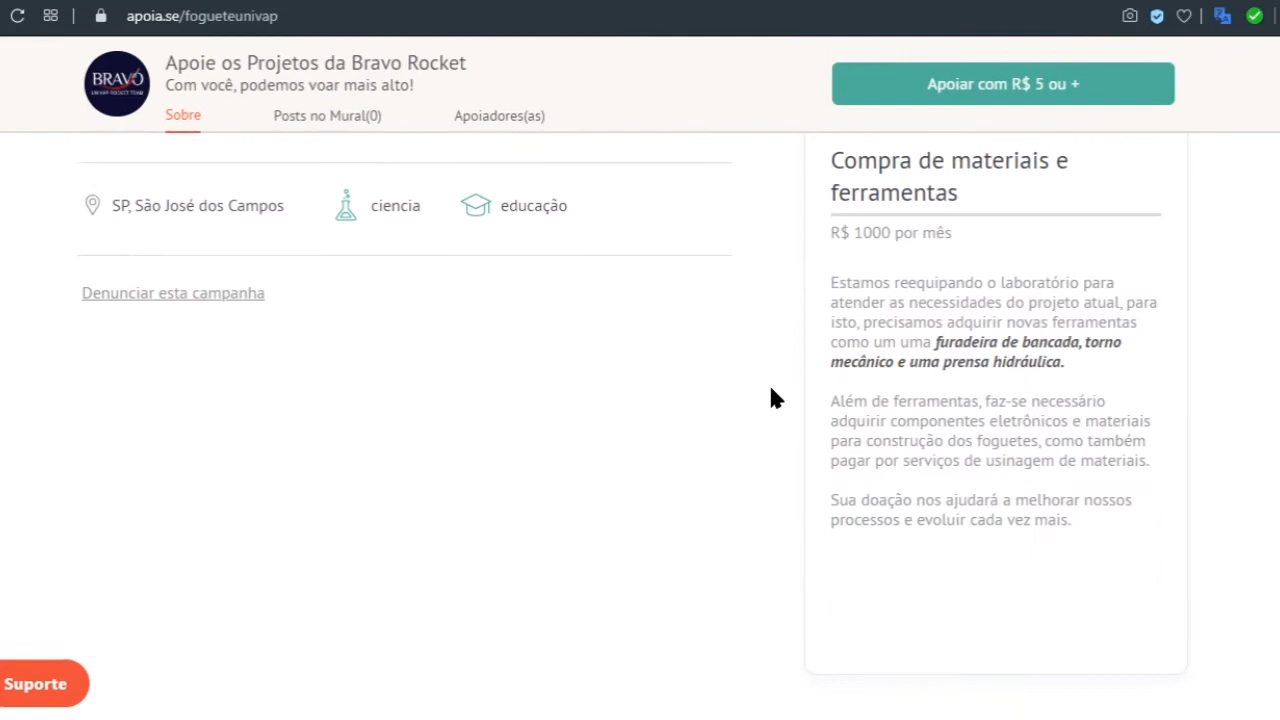 apoia.se/fogueteunivap
BRAVO
UNIVAP ROCKET TEAM
Apoie os Projetos da Bravo Rocket
Com você, podemos voar mais alto!
Sobre
Posts no Mural(0)
Apoiadores(as)
Apoiar com R$ 5 ou +
SP, São José dos Campos
ciencia
educação
Denunciar esta campanha
Compra de materiais e
ferramentas
R$ 1000 por mês
Estamos reequipando o laboratório para
atender as necessidades do projeto atual, para
isto, precisamos adquirir novas ferramentas
como um uma furadeira de bancada, torno
mecânico e uma prensa hidráulica.
Além de ferramentas, faz-se necessário
adquirir componentes eletrônicos e materiais
para construção dos foguetes, como também
pagar por serviços de usinagem de materiais.
Sua doação nos ajudará a melhorar nossos
processos e evoluir cada vez mais.
Suporte